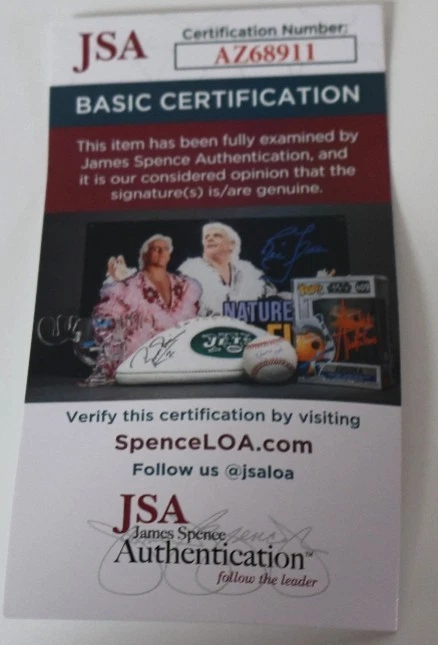 JSA
Certification Number:
AZ68911
BASIC CERTIFICATION
This item has been fully examined by
James Spence Authentication, and
it is our considered opinion that the
signature(s) is/are genuine.
NATURE
JETS
Verify this certification by visiting
SpenceLOA.com
Follow us @jsaloa
JSA
James Spence
Authentication™
follow the leader